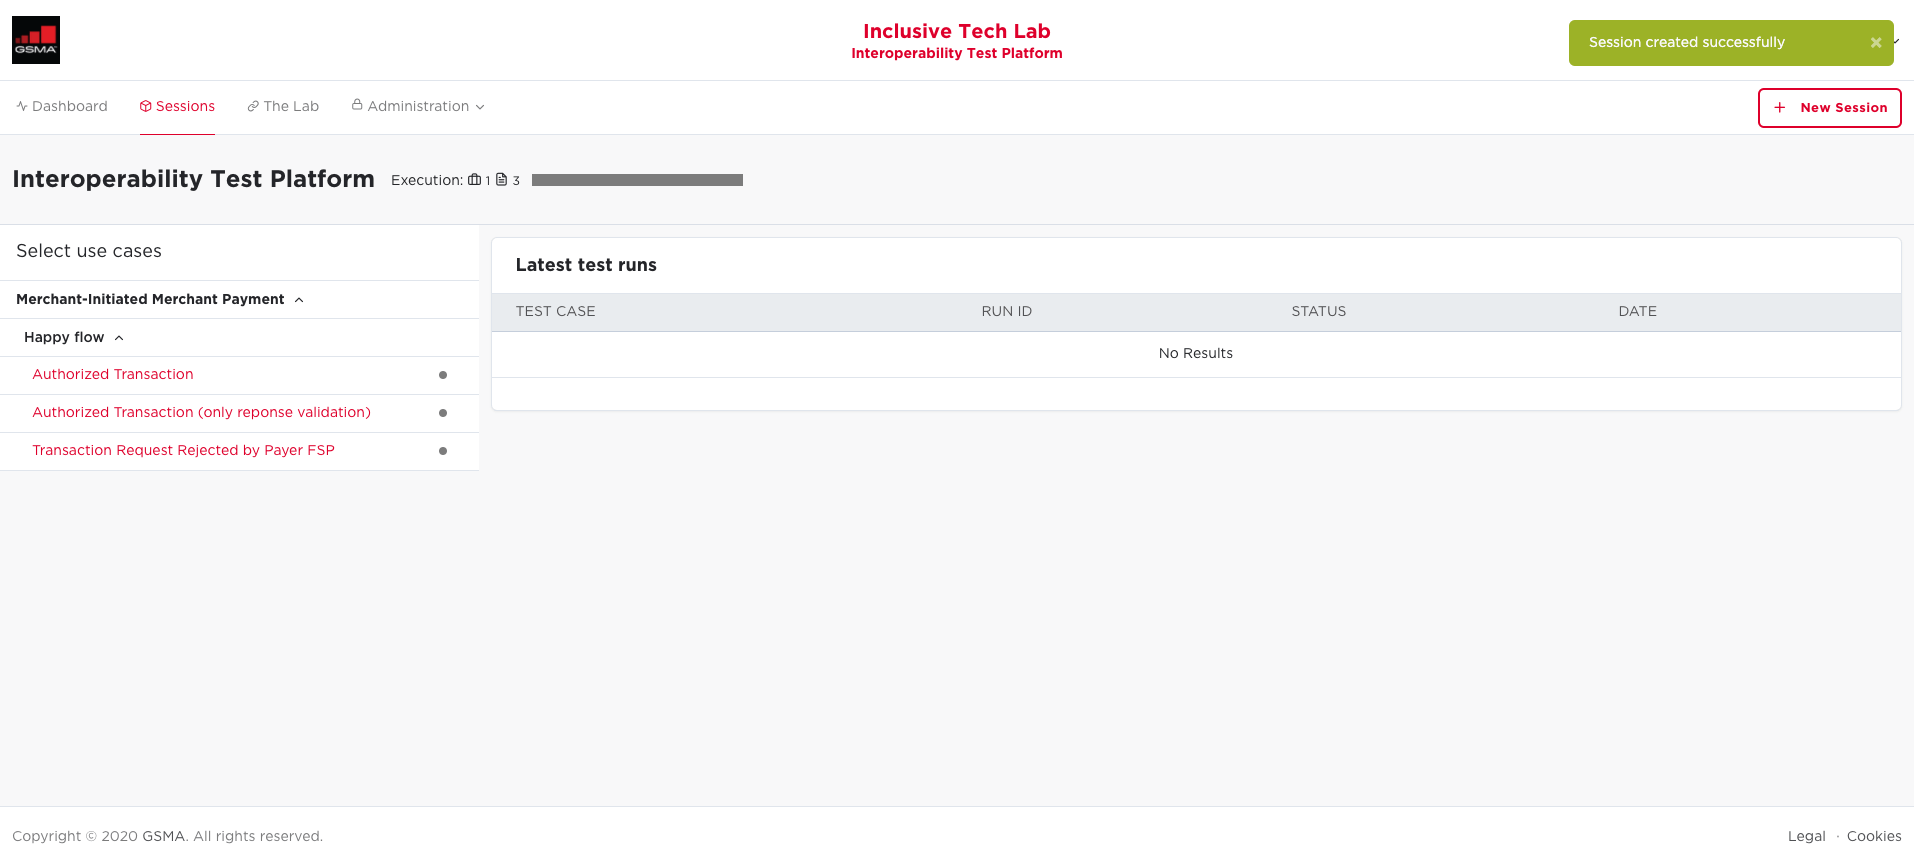 GSMA
Inclusive Tech Lab
Interoperability Test Platform
Session created successfully
Dashboard
Sessions
The Lab
Administration
New Session
Interoperability Test Platform
Execution: 1 3
Select use cases
Merchant-Initiated Merchant Payment
Happy flow
Authorized Transaction
Authorized Transaction (only reponse validation)
Transaction Request Rejected by Payer FSP
Latest test runs
TEST CASE RUN ID STATUS DATE
No Results
Copyright © 2020 GSMA. All rights reserved.
Legal · Cookies